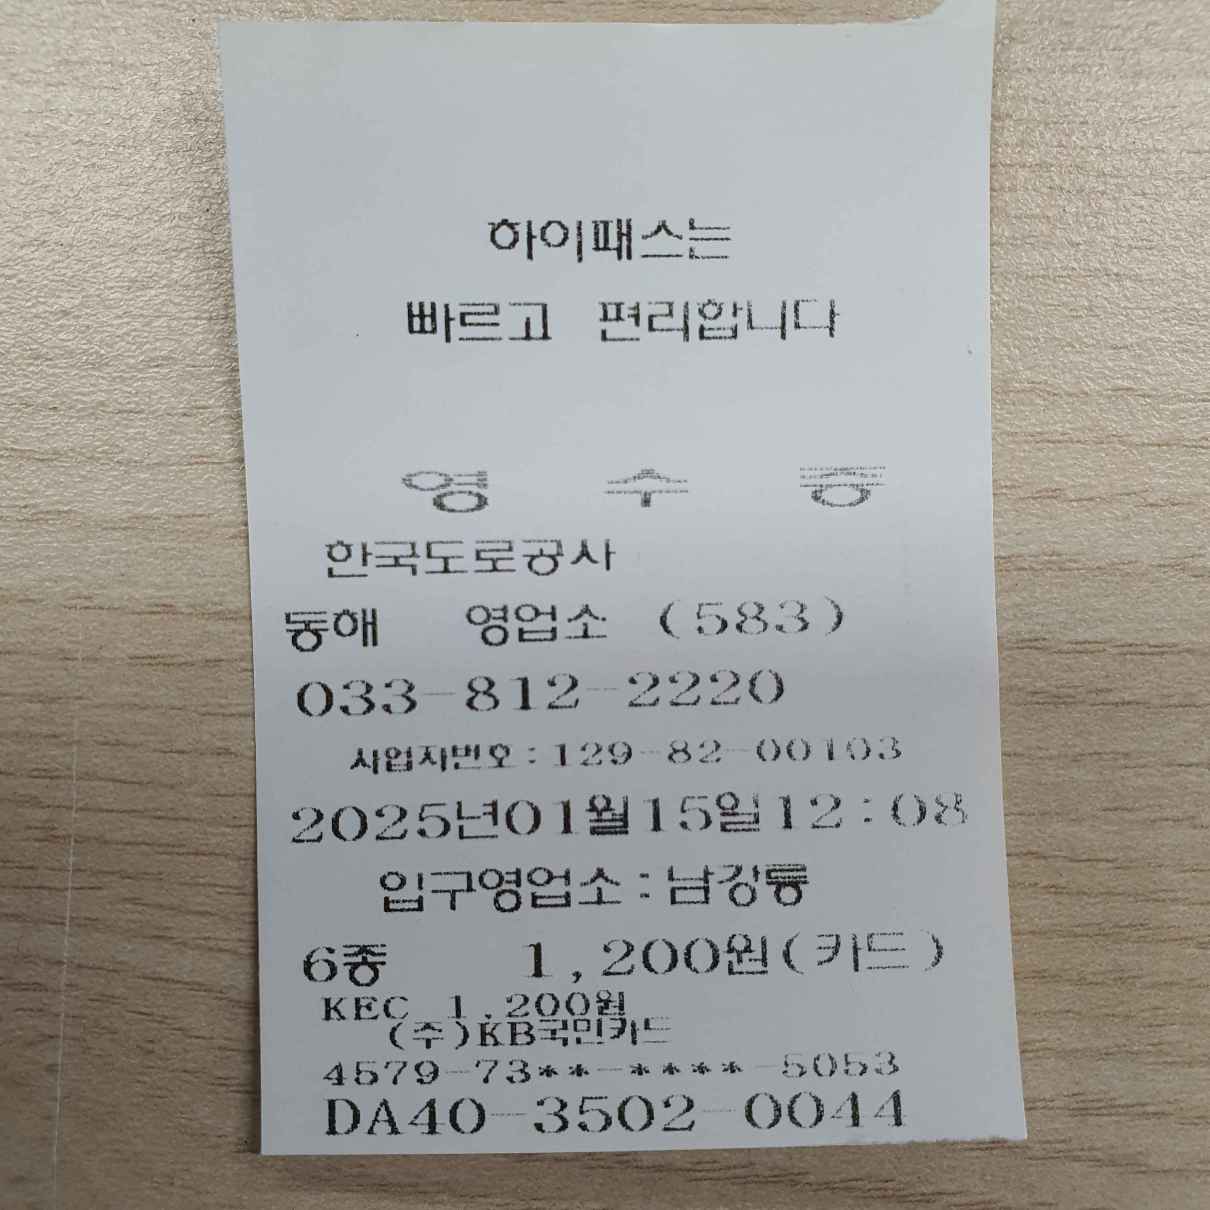 하이패스는
빠르고 편리합니다
영 수 증
한국도로공사
동해 영업소 (583)
033-812-2220
사업자번호:129-82-00103
2025년01월15일12:08
입구영업소:남강릉
6종 1,200원(카드)
KEC 1,200원
(주)KB국민카드
4579-73**-****-5053
DA40-3502-0044